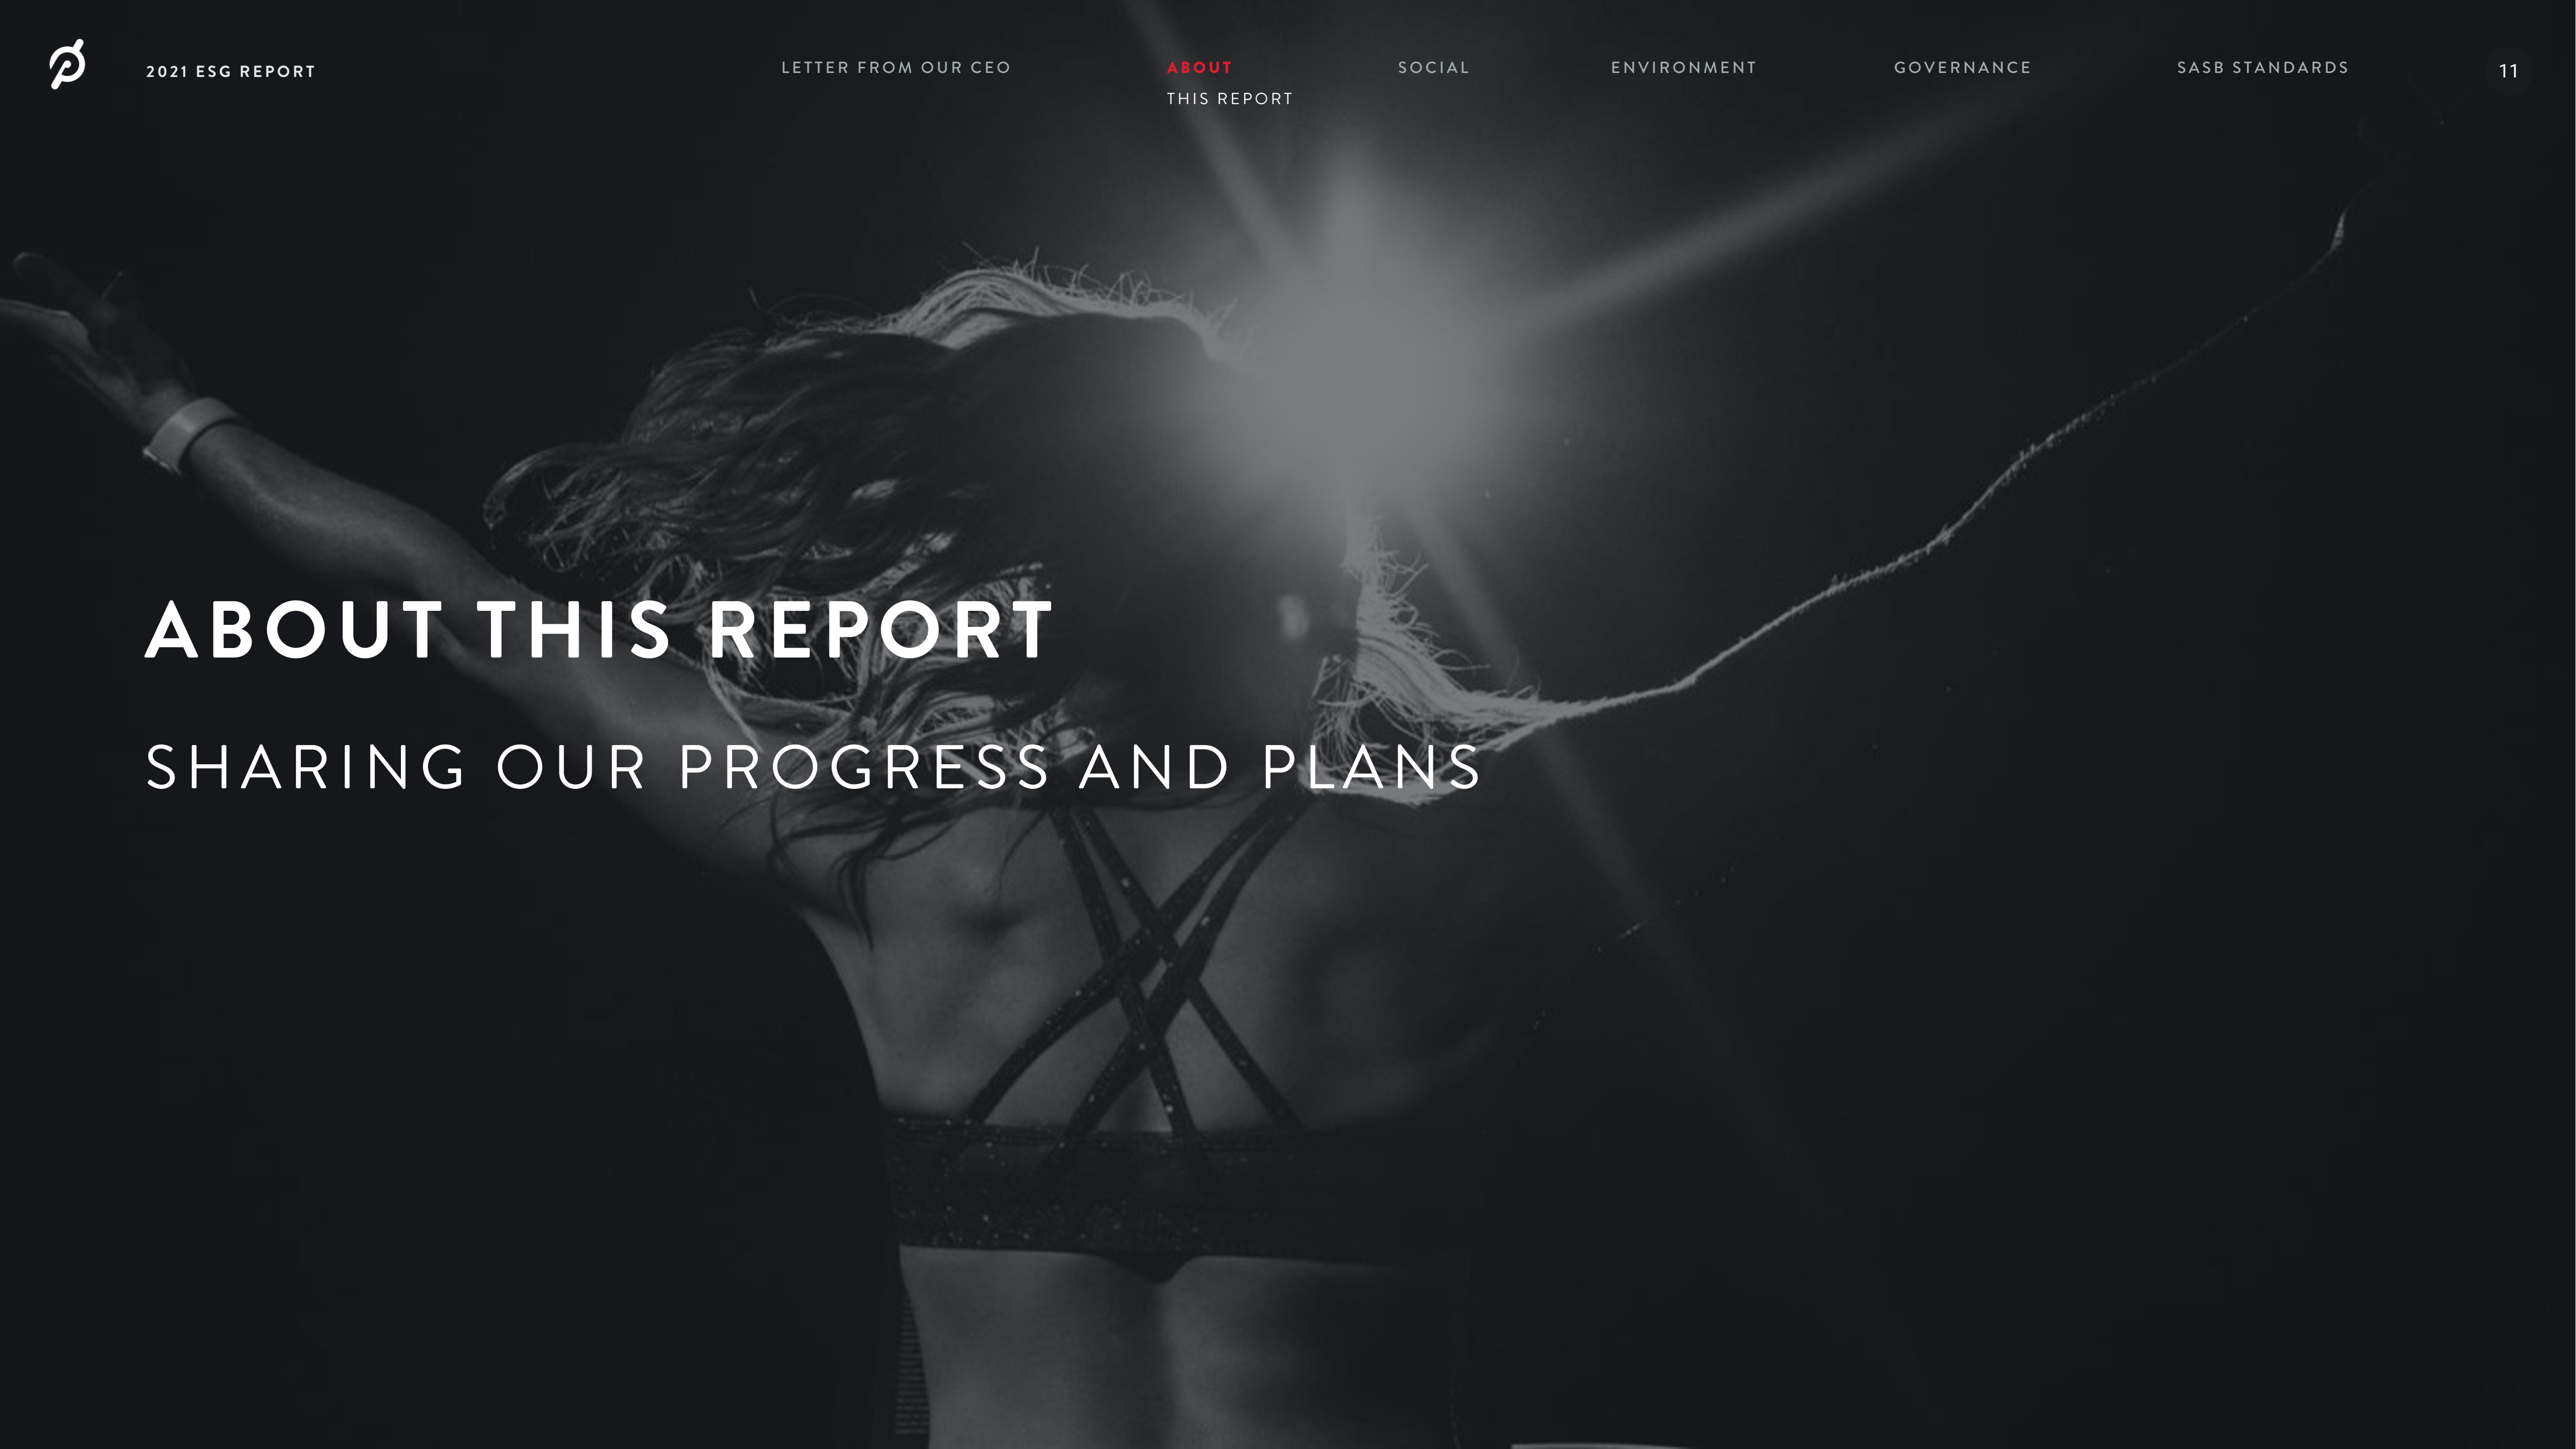 2021 ESG REPORT
LETTER FROM OUR CEO
ABOUT
THIS REPORT
SOCIAL
ENVIRONMENT
GOVERNANCE
SASB STANDARDS
11
ABOUT THIS REPORT
SHARING OUR PROGRESS AND PLANS